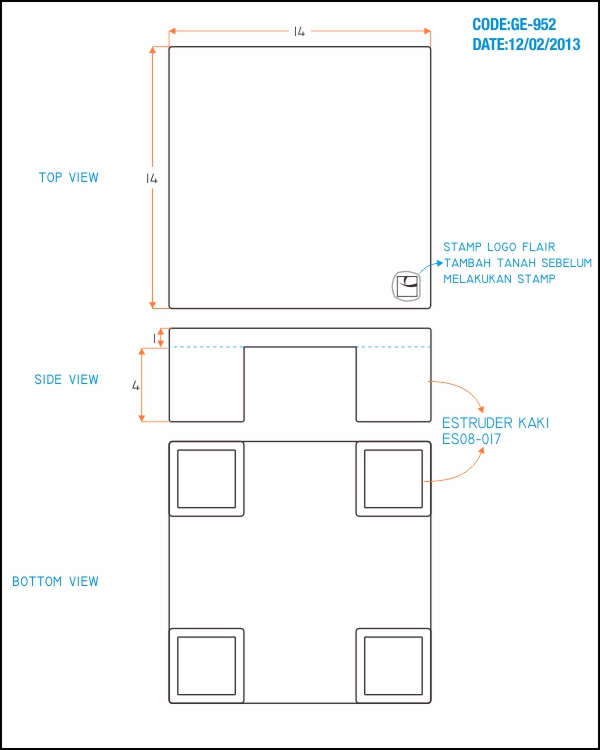 CODE:GE-952
DATE:12/02/2013
14
14
TOP VIEW
STAMP LOGO FLAIR
TAMBAH TANAH SEBELUM
MELAKUKAN STAMP
1
4
SIDE VIEW
ESTRUDER KAKI
ES08-017
BOTTOM VIEW